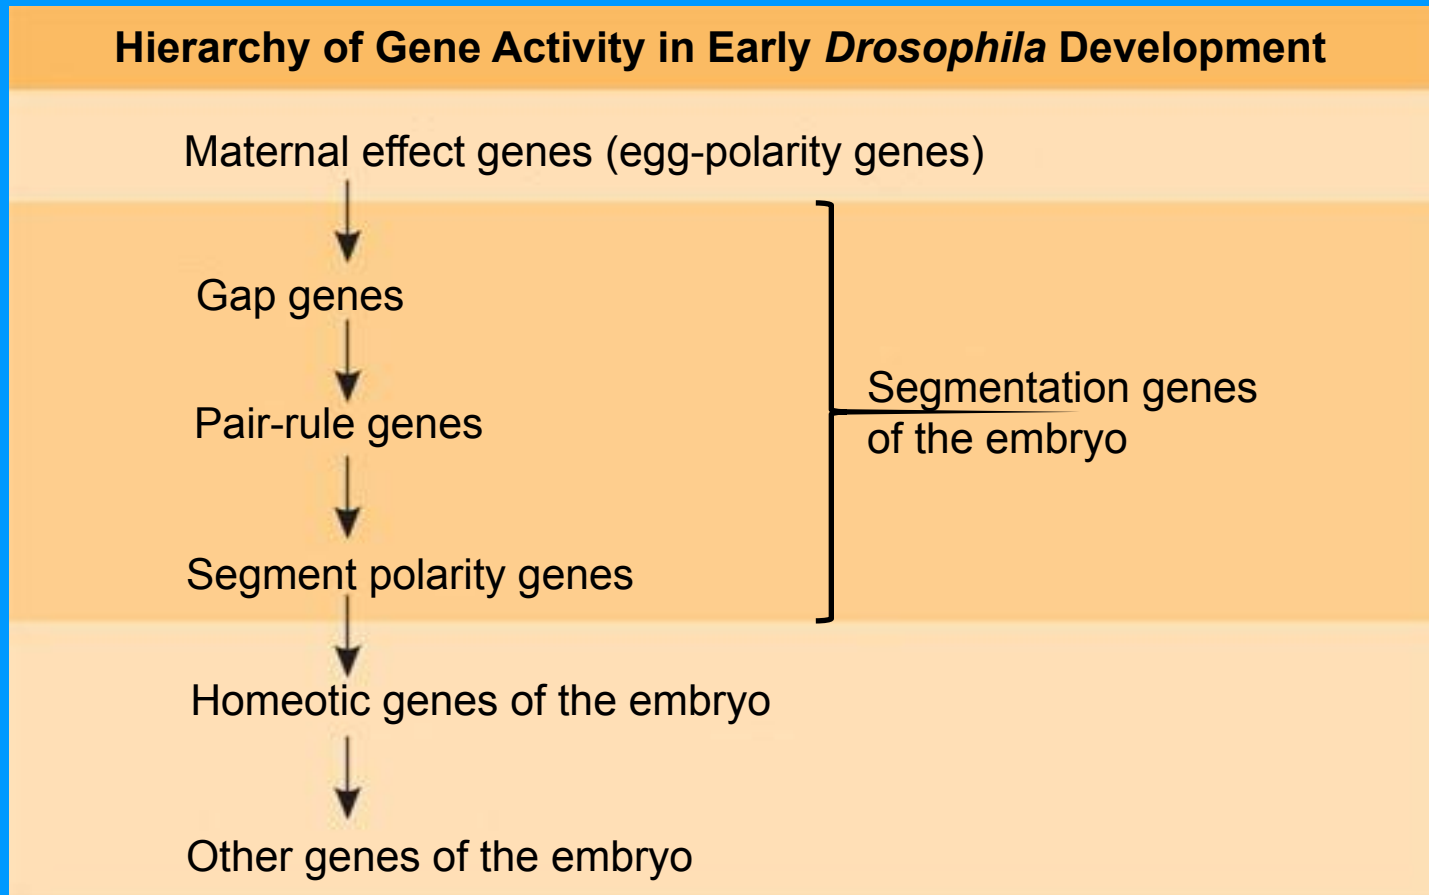 Hierarchy of Gene Activity in Early Drosophila Development
Maternal effect genes (egg-polarity genes)
Gap genes
Pair-rule genes
Segment polarity genes
Segmentation genes
of the embryo
Homeotic genes of the embryo
Other genes of the embryo